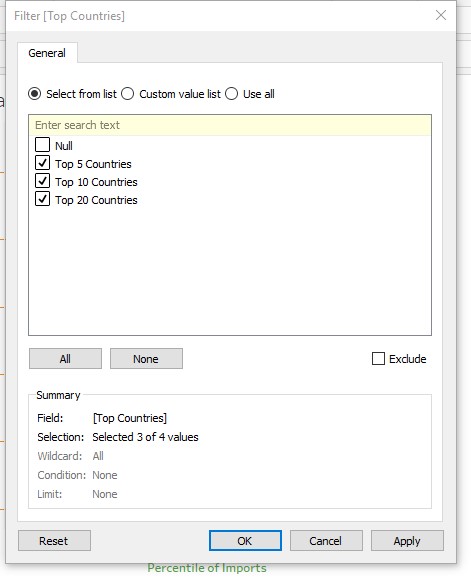 Filter [Top Countries]
General
Select from list Custom value list Use all
Enter search text
Null
Top 5 Countries
Top 10 Countries
Top 20 Countries
All None Exclude
Summary
Field: [Top Countries]
Selection: Selected 3 of 4 values
Wildcard: All
Condition: None
Limit: None
Reset OK Cancel Apply
Percentile of Imports